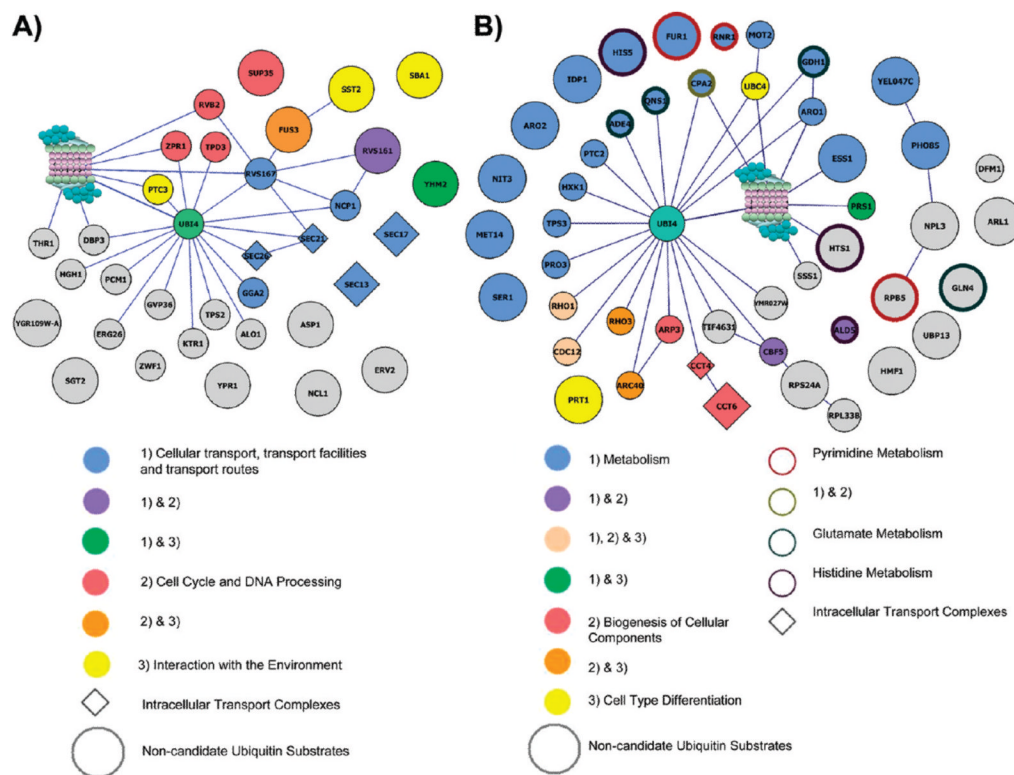 A)
SUP35
SBA1
SST2
RVB2
FUS3
ZPR1
TPD3
RVS161
RVS167
YHM2
PTC3
NCP1
UBI4
THR1
DBP3
SEC21
SEC17
SEC26
HGH1
PCM1
GGA2
SEC13
GVP36
TPS2
YGR109W-A
ERG26
KTR1
ALO1
ASP1
ZWF1
SGT2
YPR1
NCL1
ERV2
1) Cellular transport, transport facilities
and transport routes
1) & 2)
1) & 3)
2) Cell Cycle and DNA Processing
2) & 3)
3) Interaction with the Environment
Intracellular Transport Complexes
Non-candidate Ubiquitin Substrates
B)
FUR1
RNR1
MOT2
HIS5
GDH1
IDP1
CPA2
UBC4
YEL047C
QNS1
ADE4
ARO1
ARO2
PTC2
ESS1
PHO85
DFM1
NIT3
HXK1
PRS1
TPS3
UBI4
NPL3
ARL1
MET14
HTS1
PRO3
SSS1
SER1
RHO1
YMR027W
RPB5
GLN4
RHO3
ARP3
TIF4631
ALD5
UBP13
CDC12
CBF5
CCT4
HMF1
ARC40
RPS24A
PRT1
CCT6
RPL33B
1) Metabolism
1) & 2)
1), 2) & 3)
1) & 3)
2) Biogenesis of Cellular
Components
2) & 3)
3) Cell Type Differentiation
Non-candidate Ubiquitin Substrates
Pyrimidine Metabolism
1) & 2)
Glutamate Metabolism
Histidine Metabolism
Intracellular Transport Complexes